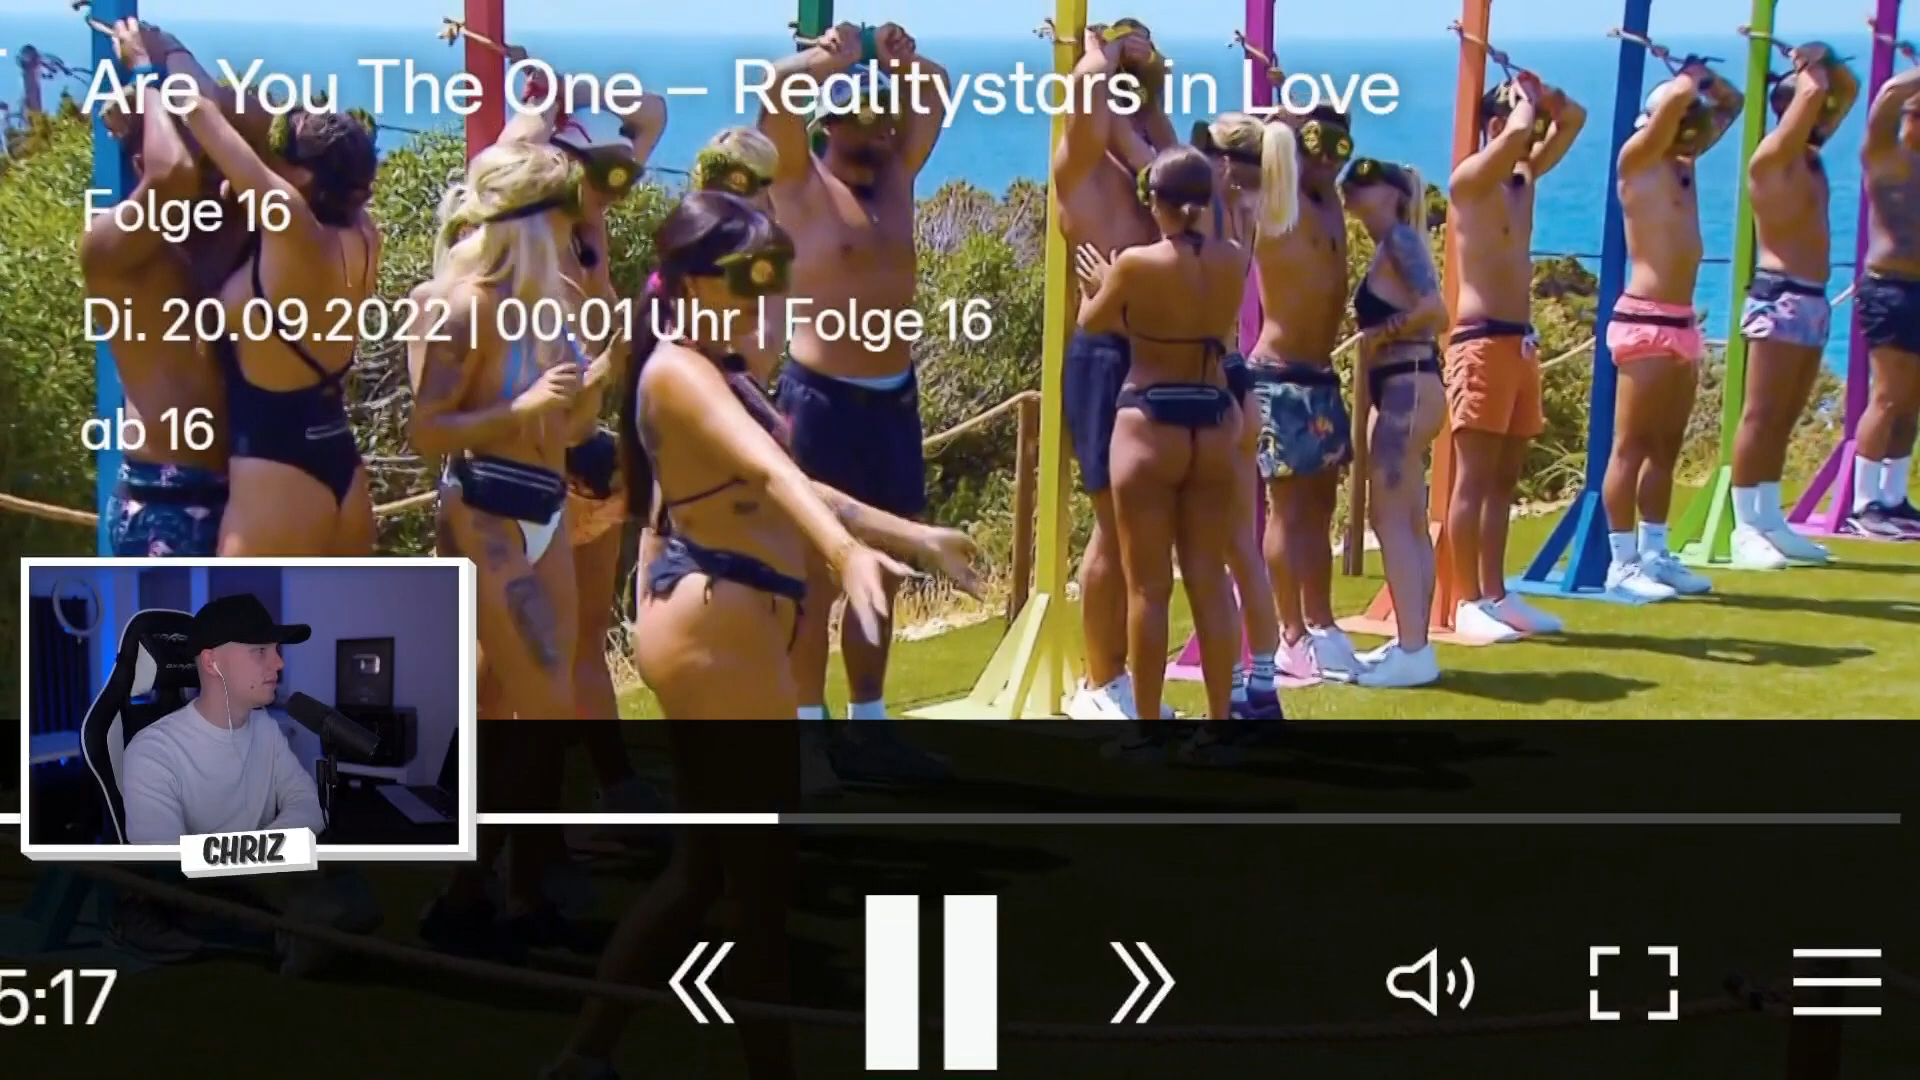 Are You The One – Realitystars in Love
Folge 16
Di. 20.09.2022 | 00:01 Uhr | Folge 16
ab 16
CHRIZ
5:17